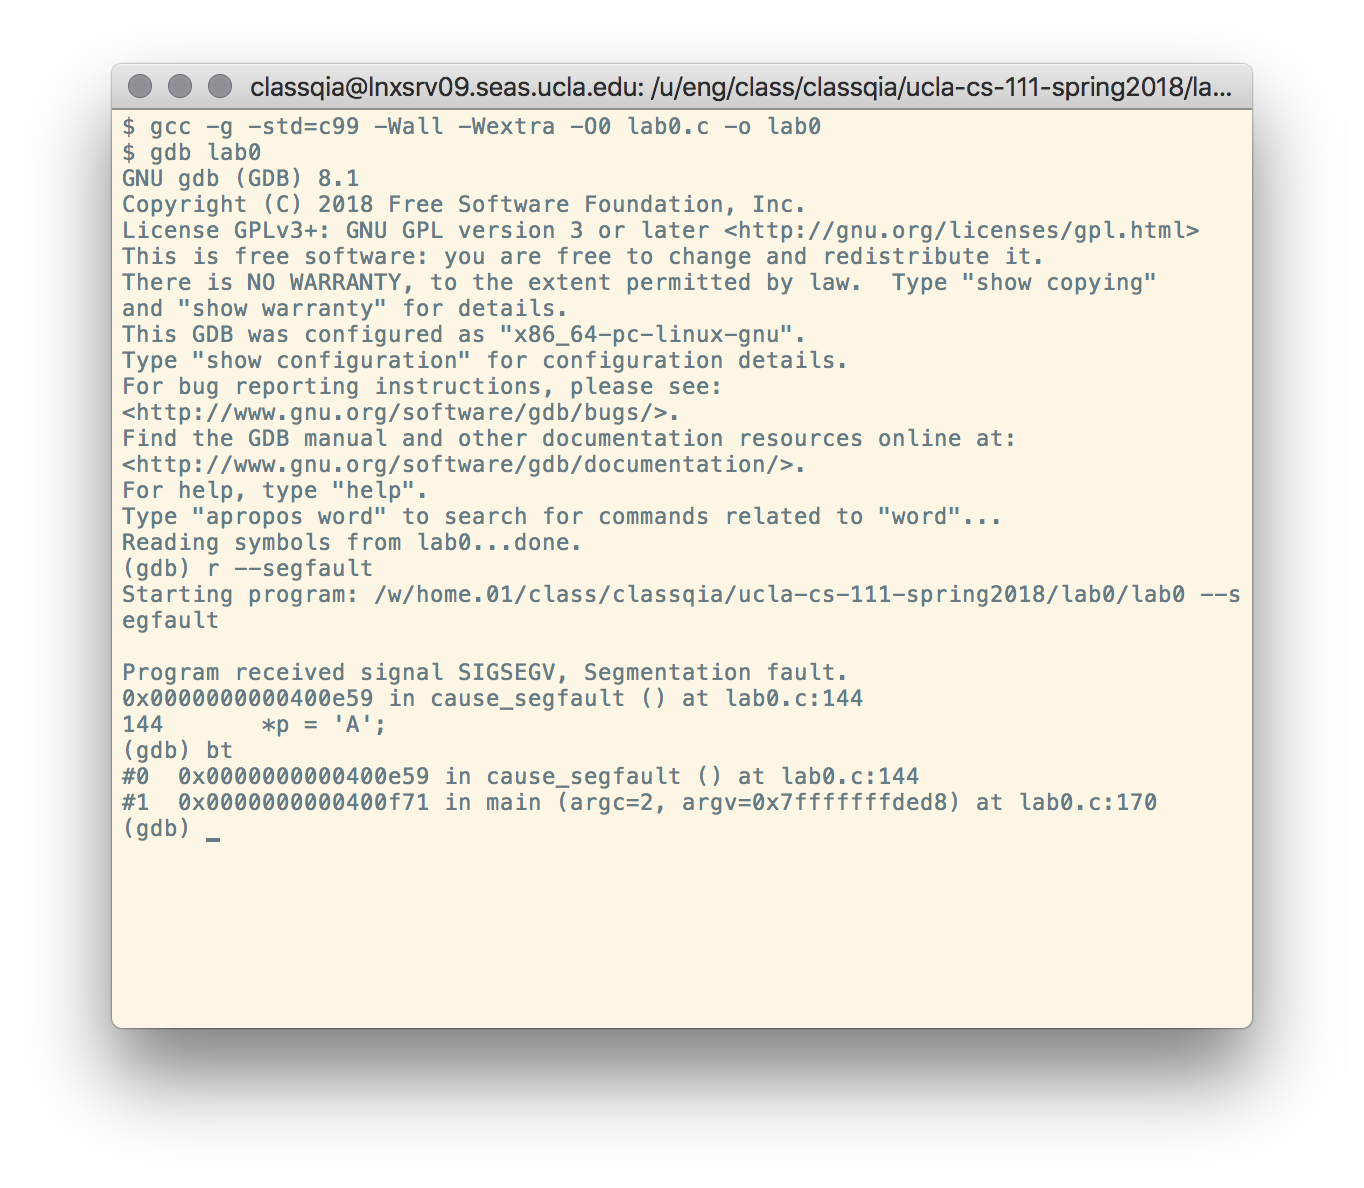 classqia@lnxsrv09.seas.ucla.edu: /u/eng/class/classqia/ucla-cs-111-spring2018/la...
$ gcc -g -std=c99 -Wall -Wextra -O0 lab0.c -o lab0
$ gdb lab0
GNU gdb (GDB) 8.1
Copyright (C) 2018 Free Software Foundation, Inc.
License GPLv3+: GNU GPL version 3 or later <http://gnu.org/licenses/gpl.html>
This is free software: you are free to change and redistribute it.
There is NO WARRANTY, to the extent permitted by law.  Type "show copying"
and "show warranty" for details.
This GDB was configured as "x86_64-pc-linux-gnu".
Type "show configuration" for configuration details.
For bug reporting instructions, please see:
<http://www.gnu.org/software/gdb/bugs/>.
Find the GDB manual and other documentation resources online at:
<http://www.gnu.org/software/gdb/documentation/>.
For help, type "help".
Type "apropos word" to search for commands related to "word"...
Reading symbols from lab0...done.
(gdb) r --segfault
Starting program: /w/home.01/class/classqia/ucla-cs-111-spring2018/lab0/lab0 --s
egfault
Program received signal SIGSEGV, Segmentation fault.
0x0000000000400e59 in cause_segfault () at lab0.c:144
144       *p = 'A';
(gdb) bt
#0  0x0000000000400e59 in cause_segfault () at lab0.c:144
#1  0x0000000000400f71 in main (argc=2, argv=0x7fffffffded8) at lab0.c:170
(gdb) _